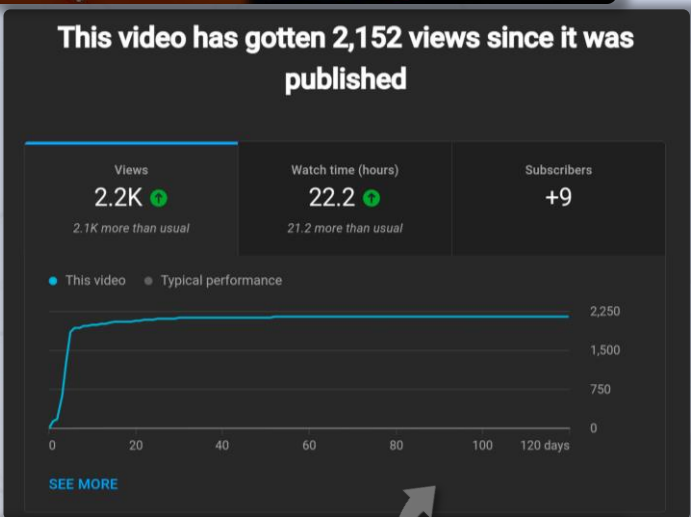 This video has gotten 2,152 views since it was
published
Views
2.2K
2.1K more than usual
Watch time (hours)
22.2
21.2 more than usual
Subscribers
+9
This video
Typical performance
2,250
1,500
750
0
0 20 40 60 80 100 120 days
SEE MORE